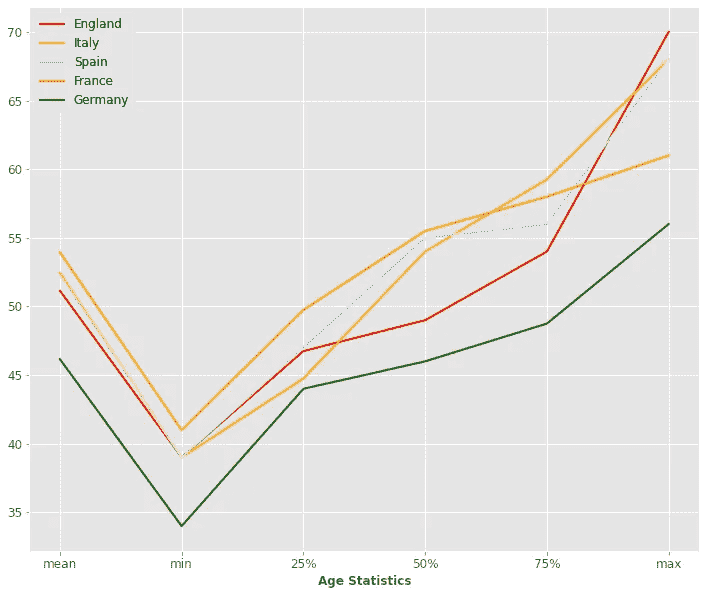 England
Italy
Spain
France
Germany
70
65
60
55
50
45
40
35
mean min 25% 50% 75% max
Age Statistics